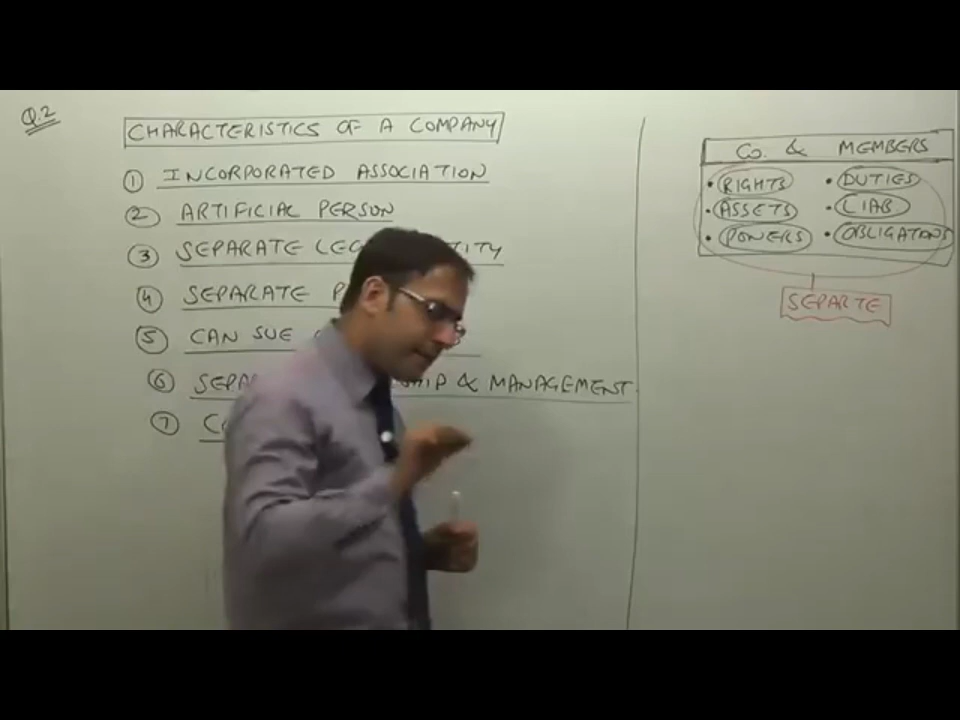 Q.2
CHARACTERISTICS OF A COMPANY
① INCORPORATED ASSOCIATION
② ARTIFICIAL PERSON
③ SEPARATE
④ SEPARATE
⑤ CAN SUE
⑥ & MANAGEMENT
⑦
CO. & MEMBERS
• RIGHTS • DUTIES
• ASSETS • LIAB
• POWERS • OBLIGATIONS
SEPARTE